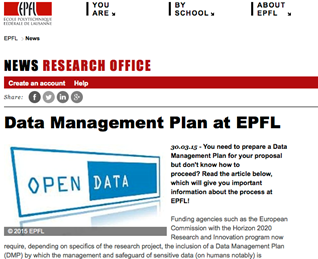 EPFL
ÉCOLE POLYTECHNIQUE
FÉDÉRALE DE LAUSANNE
YOU
ARE
BY
SCHOOL
ABOUT
EPFL
EPFL News
NEWS RESEARCH OFFICE
Create an account Help
Share:
Data Management Plan at EPFL
OPEN DATA
© 2015 EPFL
30.03.15 - You need to prepare a Data
Management Plan for your proposal
but don't know how to
proceed? Read the article below,
which will give you important
information about the process at
EPFL!
Funding agencies such as the European
Commission with the Horizon 2020
Research and Innovation program now
require, depending on specifics of the research project, the inclusion of a Data Management Plan
(DMP) by which the management and safeguard of sensitive data (on humans notably) is